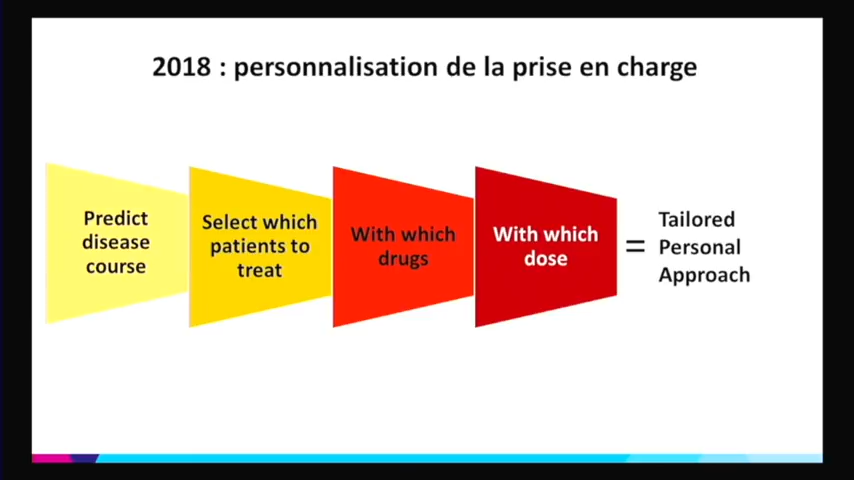 2018 : personnalisation de la prise en charge
Predict
disease
course
Select which
patients to
treat
With which
drugs
With which
dose
=
Tailored
Personal
Approach